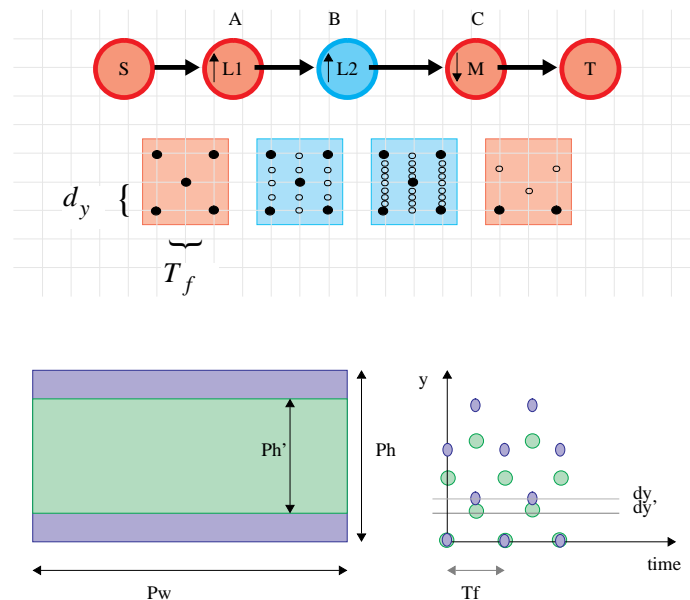 A B C
S L1 L2 M T
d_y {
T_f
y
Ph' Ph
dy,
dy'
time
Pw Tf